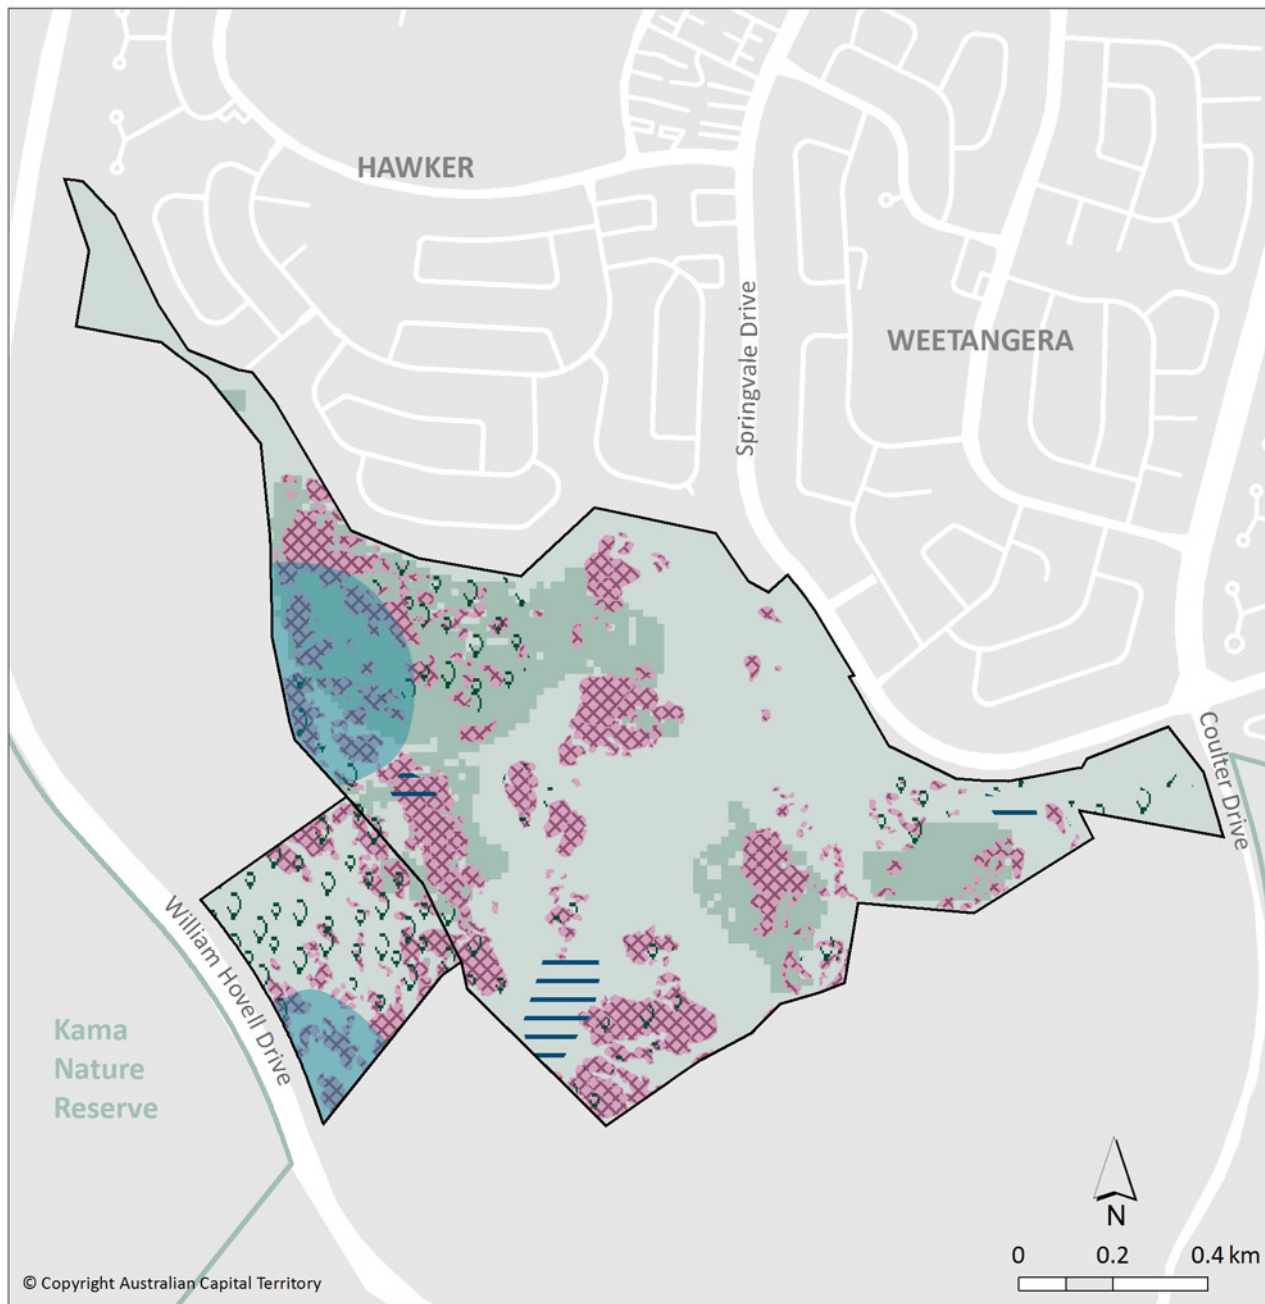 HAWKER
WEETANGERA
Springvale Drive
Coulter Drive
William Hovell Drive
Kama
Nature
Reserve
N
0 0.2 0.4 km
© Copyright Australian Capital Territory